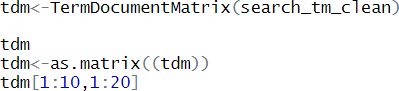 tdm<-TermDocumentMatrix(search_tm_clean)
tdm
tdm<-as.matrix((tdm))
tdm[1:10,1:20]